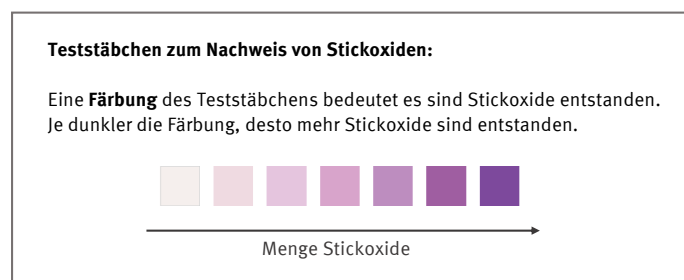 Teststäbchen zum Nachweis von Stickoxiden:
Eine Färbung des Teststäbchens bedeutet es sind Stickoxide entstanden.
Je dunkler die Färbung, desto mehr Stickoxide sind entstanden.
Menge Stickoxide